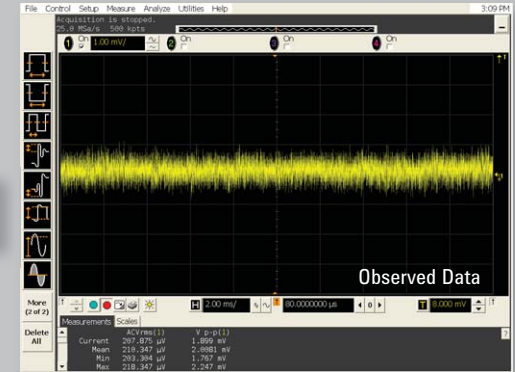 File Control Setup Measure Analyze Utilities Help 3:09 PM
Acquisition is stopped.
25.0 MSa/s 500 kpts
1 On 1.00 mV/ 2 On 3 On 4 On
Observed Data
More
(2 of 2)
Delete
All
H 2.00 ms/ 80.0000000 µs 0 T 8.000 mV
Measurements Scales
ACVrms(1) V p-p(1)
Current 207.875 µV 1.899 mV
Mean 210.347 µV 2.0081 mV
Min 203.304 µV 1.767 mV
Max 218.347 µV 2.247 mV